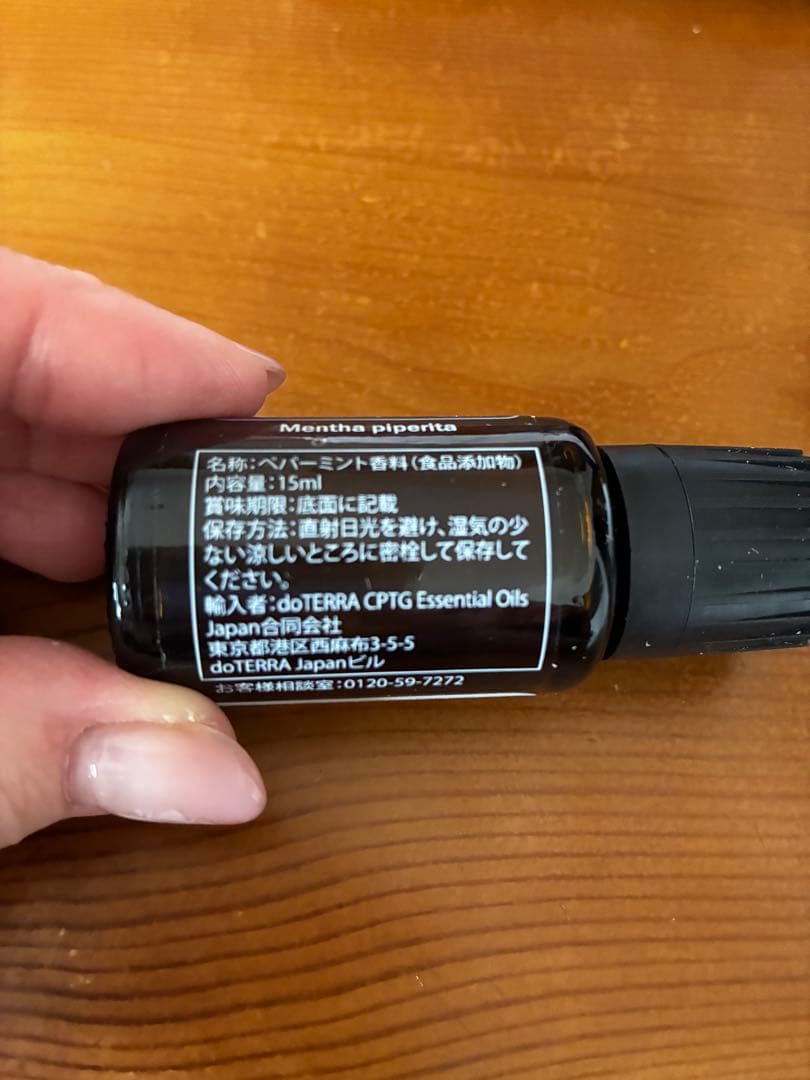 Mentha piperita
名称：ペパーミント香料（食品添加物）
内容量：15ml
賞味期限：底面に記載
保存方法：直射日光を避け、湿気の少
ない涼しいところに密栓して保存して
ください。
輸入者：doTERRA CPTG Essential Oils
Japan合同会社
東京都港区西麻布3-5-5
doTERRA Japanビル
お客様相談室：0120-59-7272